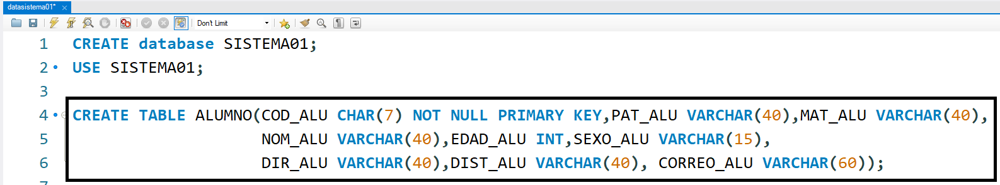 datasistema01* ×
Don't Limit
1 CREATE database SISTEMA01;
2 USE SISTEMA01;
3
4 CREATE TABLE ALUMNO(COD_ALU CHAR(7) NOT NULL PRIMARY KEY,PAT_ALU VARCHAR(40),MAT_ALU VARCHAR(40),
5 NOM_ALU VARCHAR(40),EDAD_ALU INT,SEXO_ALU VARCHAR(15),
6 DIR_ALU VARCHAR(40),DIST_ALU VARCHAR(40), CORREO_ALU VARCHAR(60));